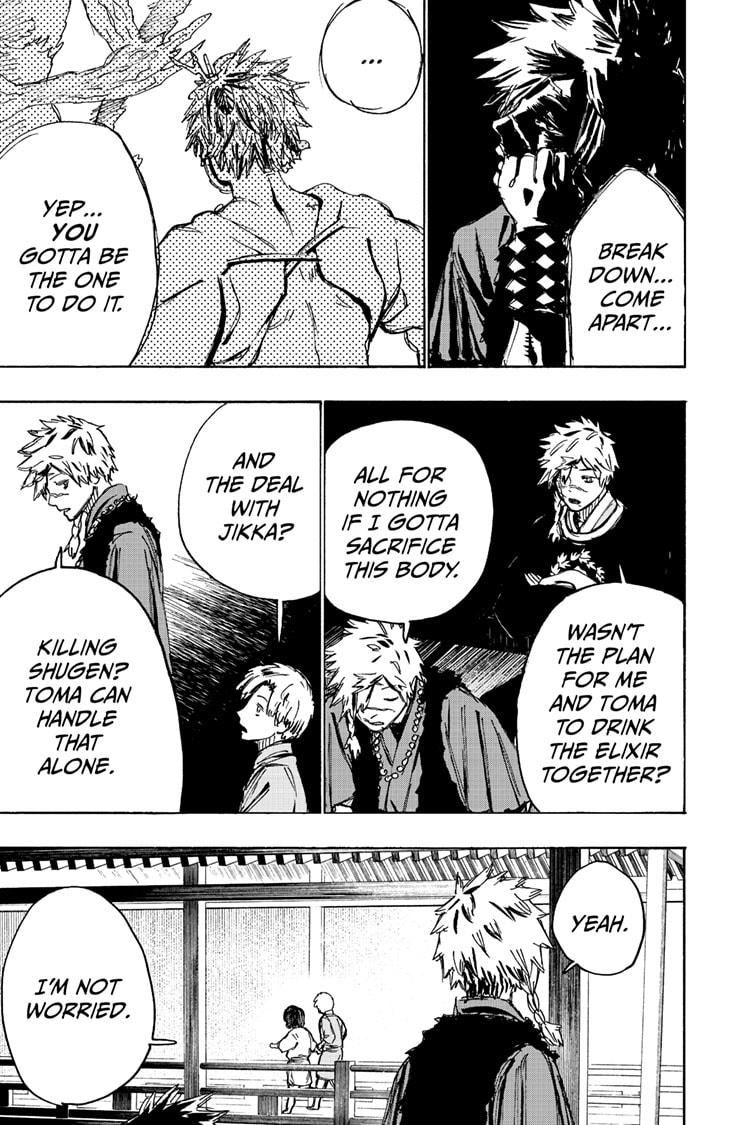 BREAK
DOWN...
COME
APART...
...
YEP...
YOU
GOTTA BE
THE ONE
TO DO IT.
WASN'T
THE PLAN
FOR ME
AND TOMA
TO DRINK
THE ELIXIR
TOGETHER?
ALL FOR
NOTHING
IF I GOTTA
SACRIFICE
THIS BODY.
AND
THE DEAL
WITH
JIKKA?
KILLING
SHUGEN?
TOMA CAN
HANDLE
THAT
ALONE.
YEAH.
I'M NOT
WORRIED.